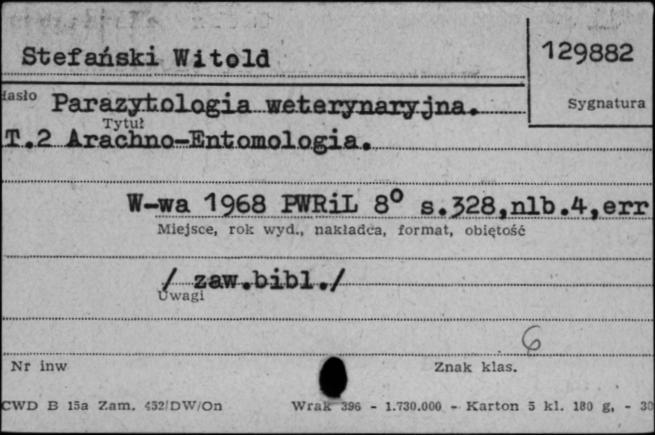 Stefański Witold
129882
Hasło Parazytologia weterynaryjna.
Sygnatura
Tytuł
T.2 Arachno-Entomologia.
W-wa 1968 PWRiL 8° s.328,nlb.4,err
Miejsce, rok wyd., nakładca, format, objętość
/ zaw.bibl./
Uwagi
6
Nr inw
Znak klas.
CWD B 15a Zam. 452/DW/On Wrak 396 - 1.730.000 - Karton 5 kl. 180 g, - 30